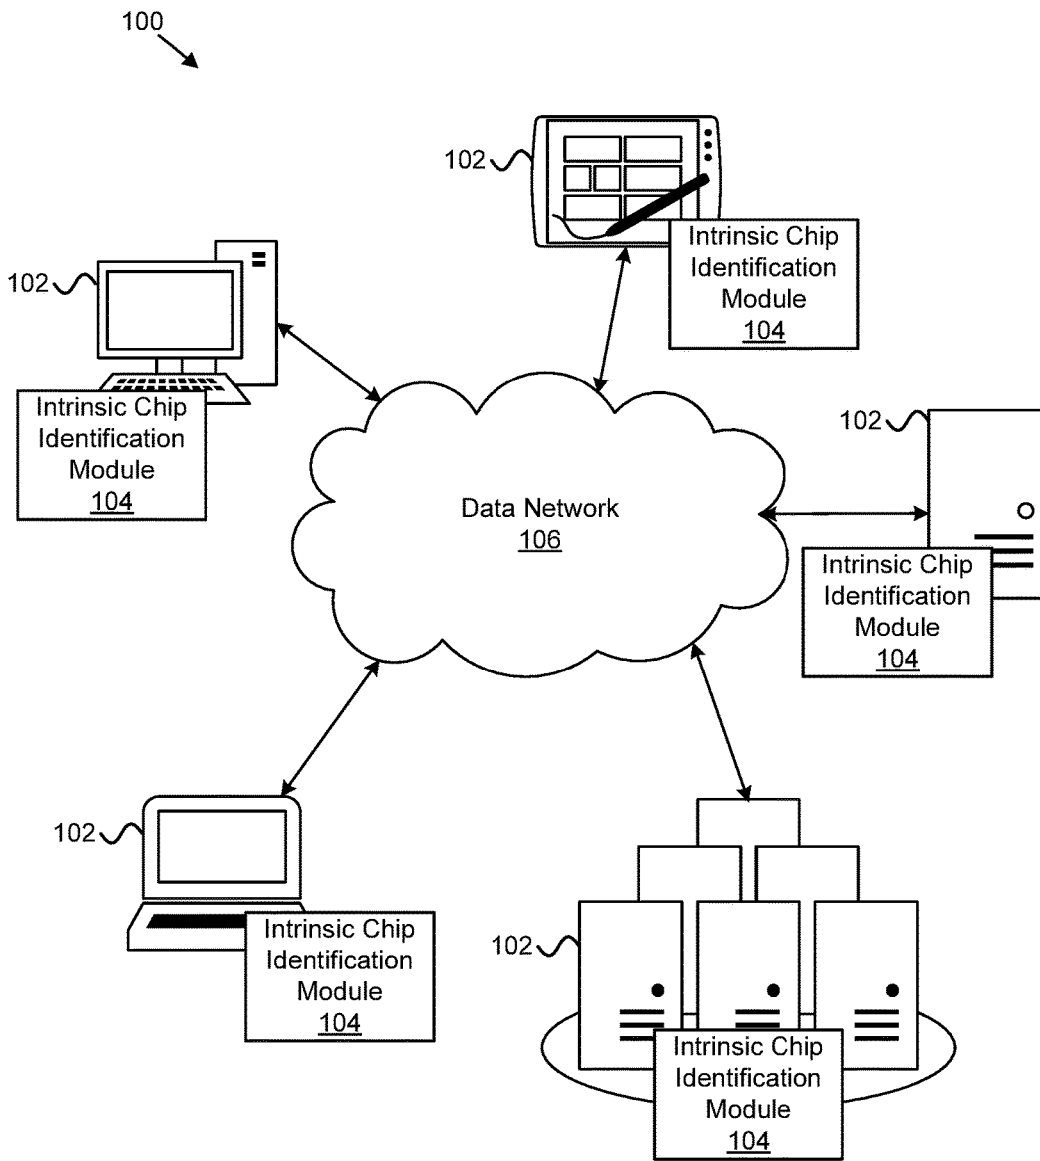 100
102
Intrinsic Chip
Identification
Module
104
102
Intrinsic Chip
Identification
Module
104
102
Intrinsic Chip
Identification
Module
104
Data Network
106
102
Intrinsic Chip
Identification
Module
104
102
Intrinsic Chip
Identification
Module
104